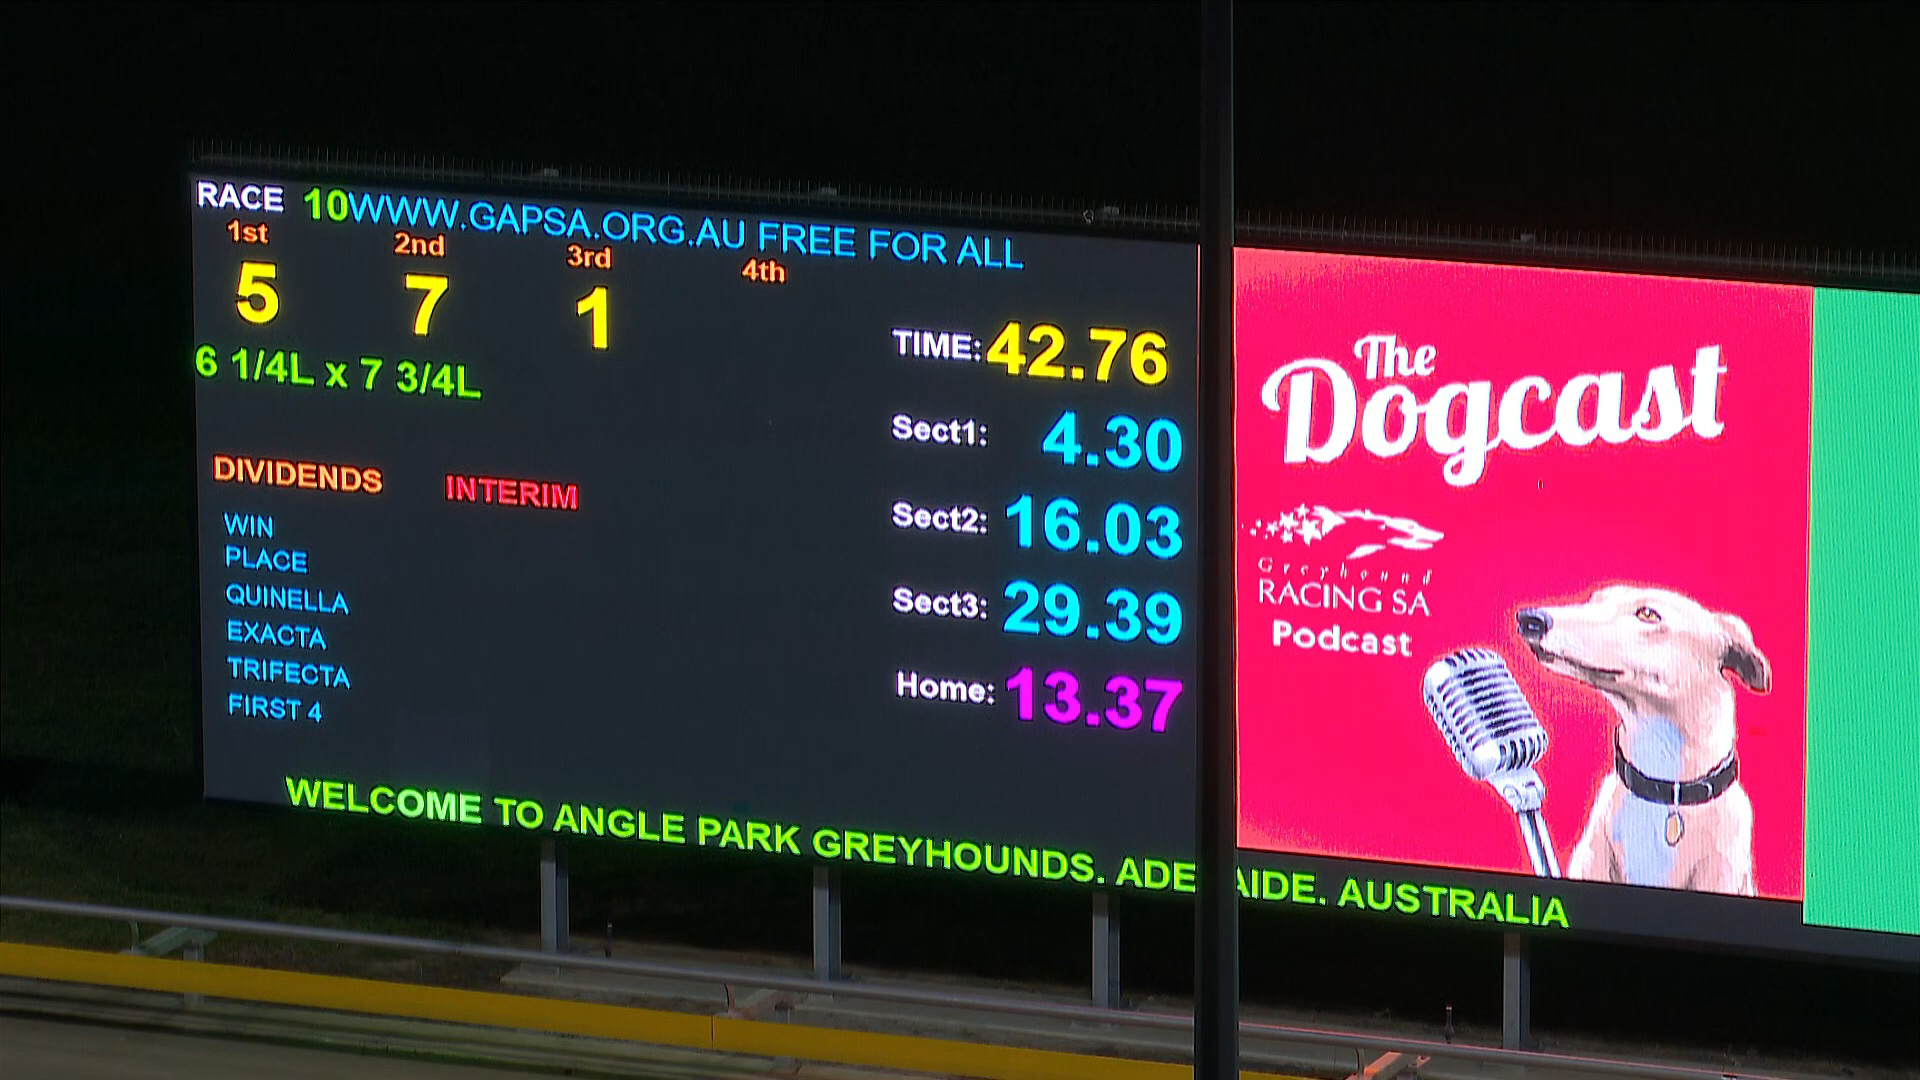 RACE 10WWW.GAPSA.ORG.AU FREE FOR ALL
1st 2nd 3rd 4th
5 7 1
6 1/4L x 7 3/4L
TIME: 42.76
Sect1: 4.30
Sect2: 16.03
Sect3: 29.39
Home: 13.37
DIVIDENDS INTERIM
WIN
PLACE
QUINELLA
EXACTA
TRIFECTA
FIRST 4
WELCOME TO ANGLE PARK GREYHOUNDS. ADELAIDE. AUSTRALIA
The
Dogcast
Greyhound
RACING SA
Podcast